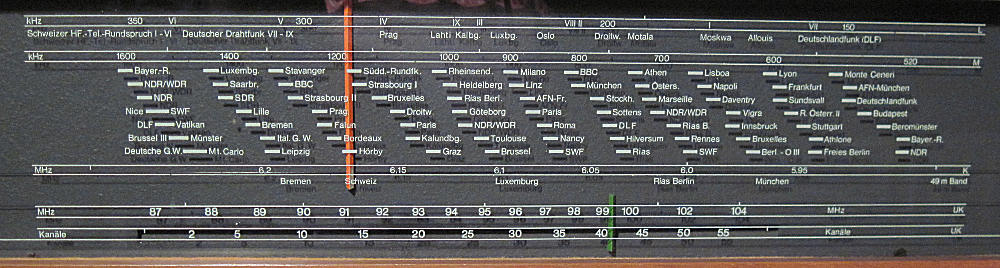 kHz 350 Vi V 300 IV IX III VIII II 200 VII 150 L
Schweizer HF.-Tel.-Rundspruch I - VI Deutscher Drahtfunk VII - IX Prag Lahti Kalbg. Luxbg. Oslo Droitw. Motala Moskwa Allouis Deutschlandfunk (DLF)
kHz 1600 1400 1200 1000 900 800 700 600 520 M
Bayer.-R. Luxembg. Stavanger Südd.-Rundfk. Rheinsend. Milano BBC Athen Lisboa Lyon Monte Ceneri
NDR/WDR Saarbr. BBC Strasbourg I Heidelberg Linz München Osters. Napoli Frankfurt AFN-München
NDR SDR Strasbourg II Bruxelles Rias Berl. AFN-Fr. Stockh. Marseille Daventry Sundsvall Deutschlandfunk
Nice SWF Lille Prag Droitw Göteborg Paris Sottens NDR/WDR Vigra R. Österr. II Budapest
DLF Vatikan Bremen Falun Paris NDR/WDR Roma DLF Rias B. Innsbruck Stuttgart Beromünster
Brussel III Münster Ital. G. W. Bordeaux Kalundbg. Toulouse Nancy Hilversum Rennes Bruxelles Athlone Bayer.-R.
Deutsche G.W. Mt. Carlo Leipzig Hörby Graz Brussel SWF Rias SWF Berl. - O III Freies Berlin NDR
MHz 6,2 6,15 6,1 6,05 6,0 5,95 K
Bremen Schweiz Luxemburg Rias Berlin München 49 m Band
MHz 87 88 89 90 91 92 93 94 95 96 97 98 99 100 102 104 MHz UK
Kanäle 2 5 10 15 20 25 30 35 40 45 50 55 Kanäle UK